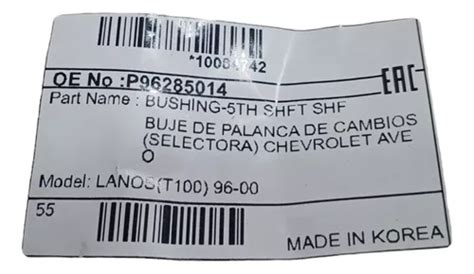 OE No :P96285014
EAC
Part Name : BUSHING-5TH SHFT SHF
BUJE DE PALANCA DE CAMBIOS
(SELECTORA) CHEVROLET AVE
O
Model: LANOS(T100) 96-00
55
MADE IN KOREA